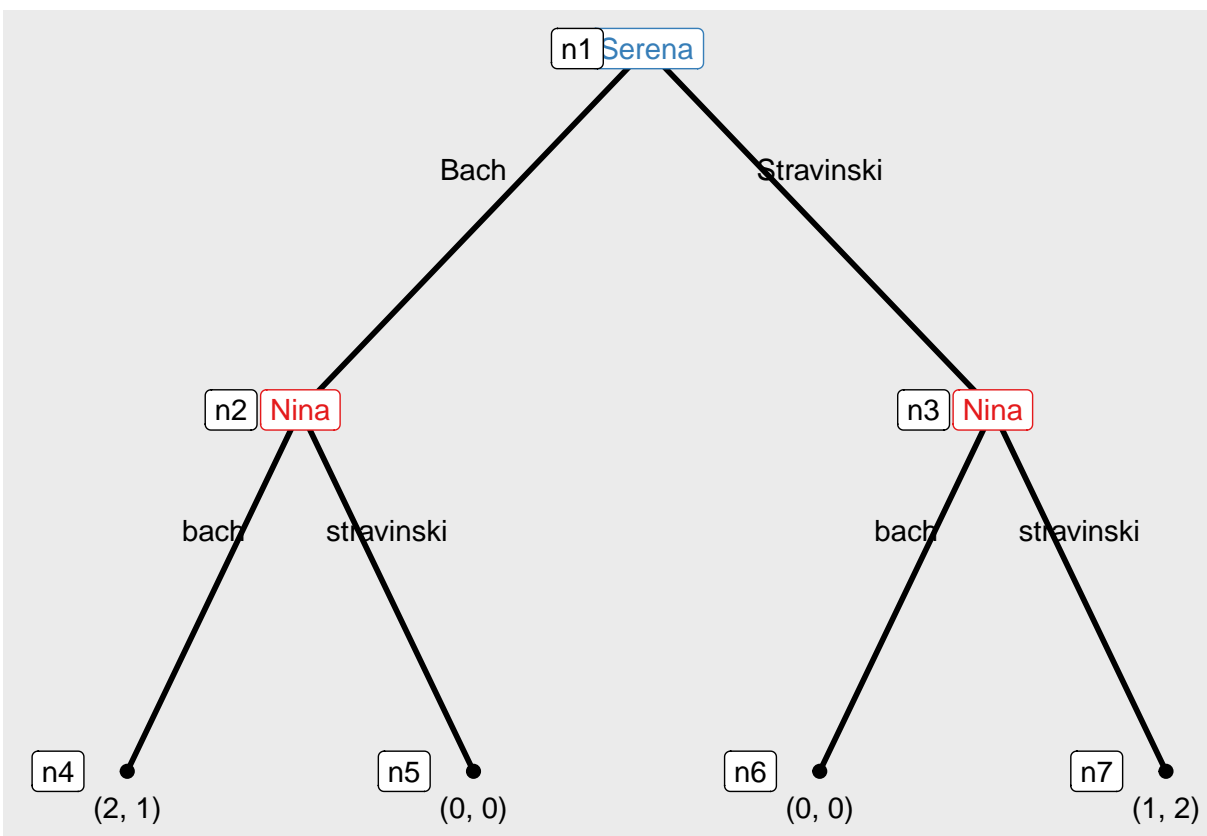 n1 Serena
Bach Stravinski
n2 Nina n3 Nina
bach stravinski bach stravinski
n4 n5 n6 n7
(2, 1) (0, 0) (0, 0) (1, 2)